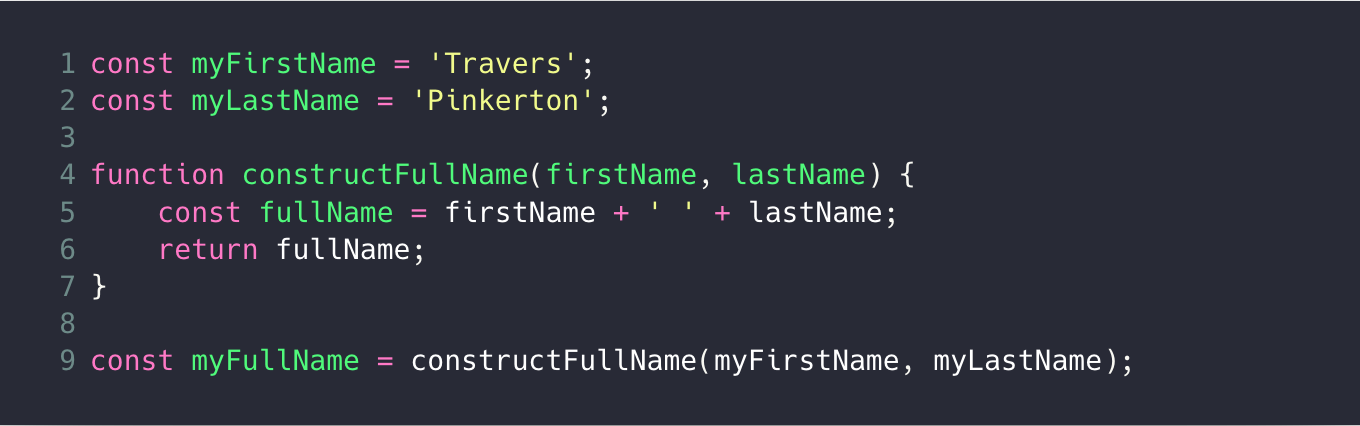 1 const myFirstName = 'Travers';
2 const myLastName = 'Pinkerton';
3
4 function constructFullName(firstName, lastName) {
5     const fullName = firstName + ' ' + lastName;
6     return fullName;
7 }
8
9 const myFullName = constructFullName(myFirstName, myLastName);